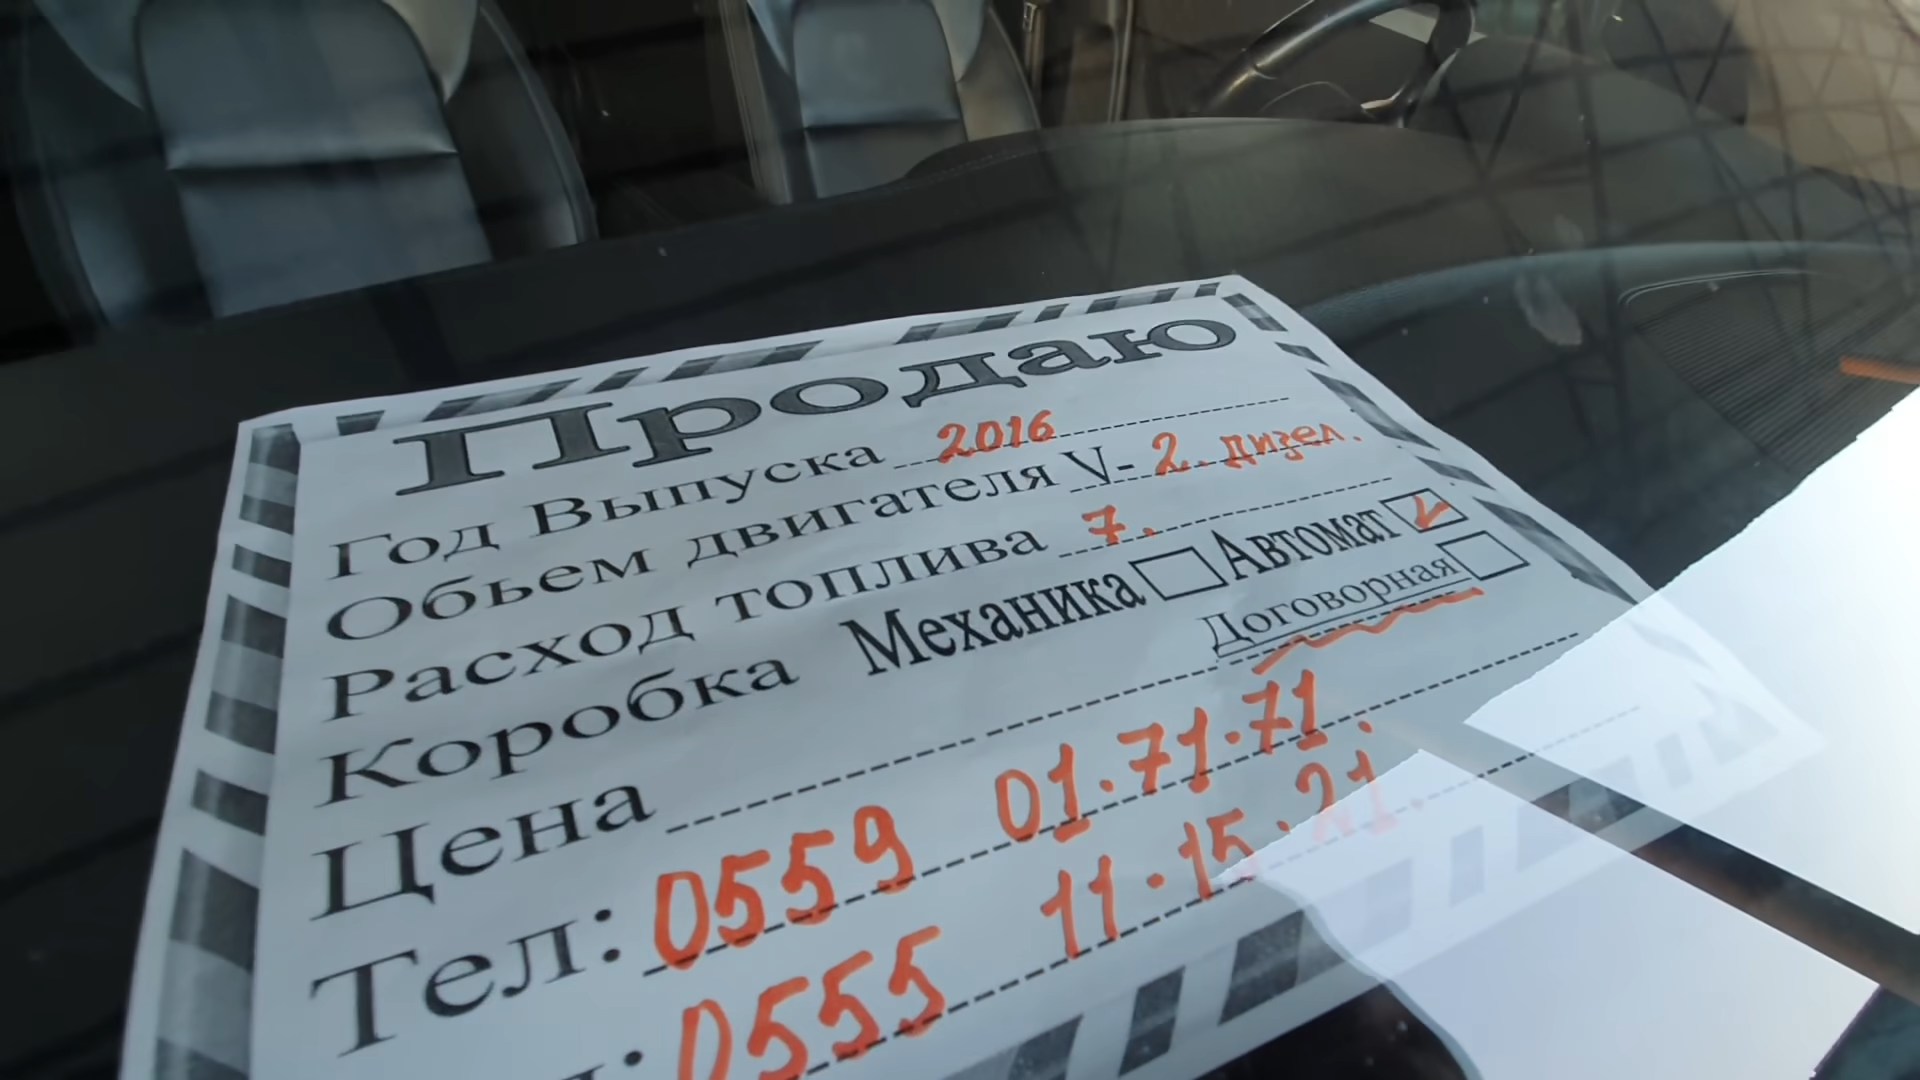 Продаю
Год Выпуска 2016
Обьем двигателя V- 2. дизел.
Расход топлива 7.
Коробка Механика Автомат
Договорная
Цена
Тел: 0559 01.71.71.
0555 11.15.21.